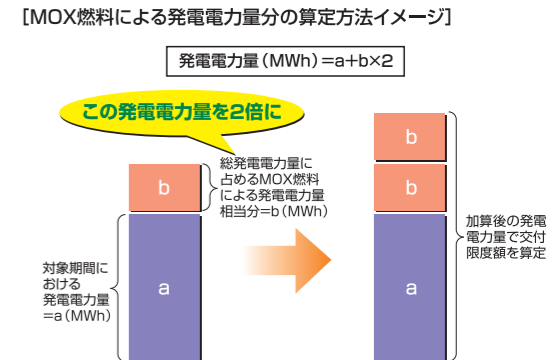 ［MOX燃料による発電電力量分の算定方法イメージ］
発電電力量（MWh）＝a+b×2
この発電電力量を2倍に
総発電電力量に
占めるMOX燃料
による発電電力量
相当分＝b（MWh）
b
a
対象期間に
おける
発電電力量
＝a（MWh）
b
b
a
加算後の発電
電力量で交付
限度額を算定